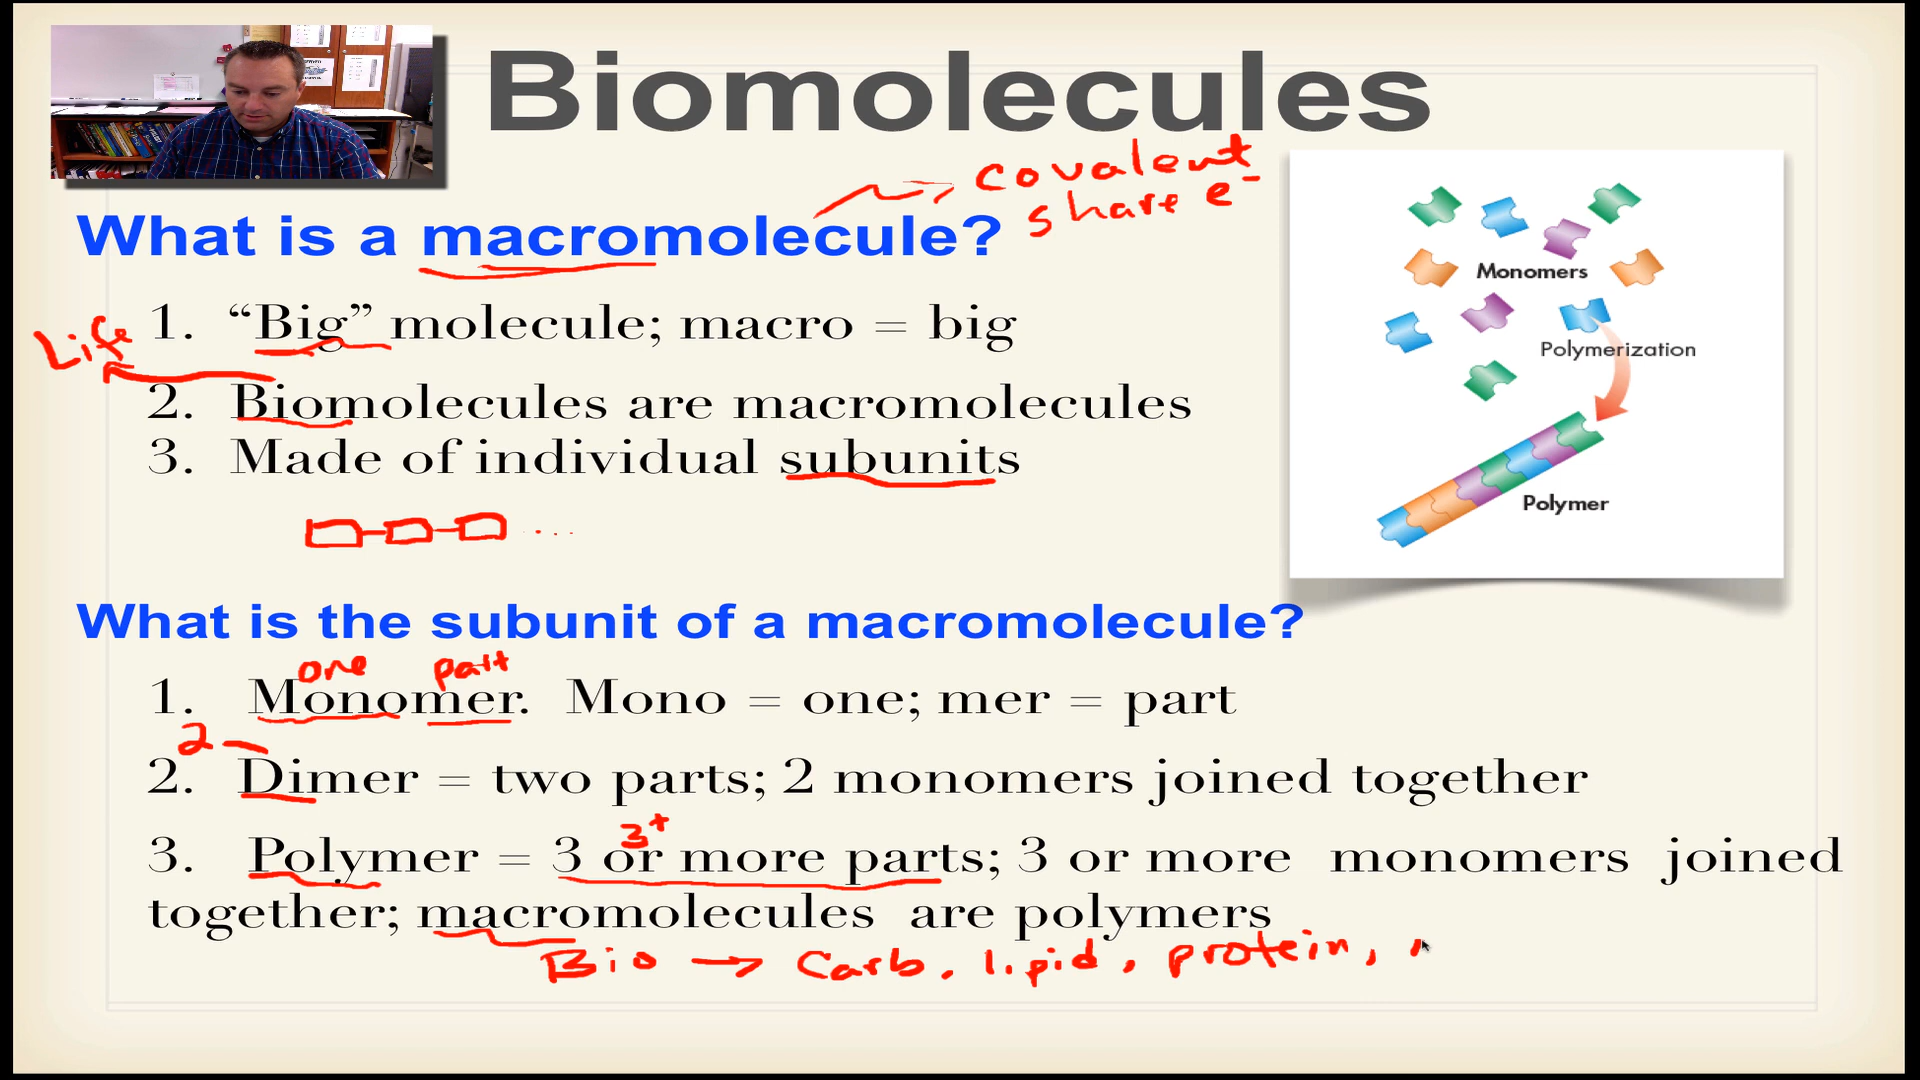 Biomolecules
covalent
share e-
What is a macromolecule?
Life
1. “Big” molecule; macro = big
2. Biomolecules are macromolecules
3. Made of individual subunits
...
Monomers
Polymerization
Polymer
What is the subunit of a macromolecule?
one part
1. Monomer. Mono = one; mer = part
2
2. Dimer = two parts; 2 monomers joined together
3+
3. Polymer = 3 or more parts; 3 or more monomers joined
together; macromolecules are polymers
Bio → Carb, lipid, protein,